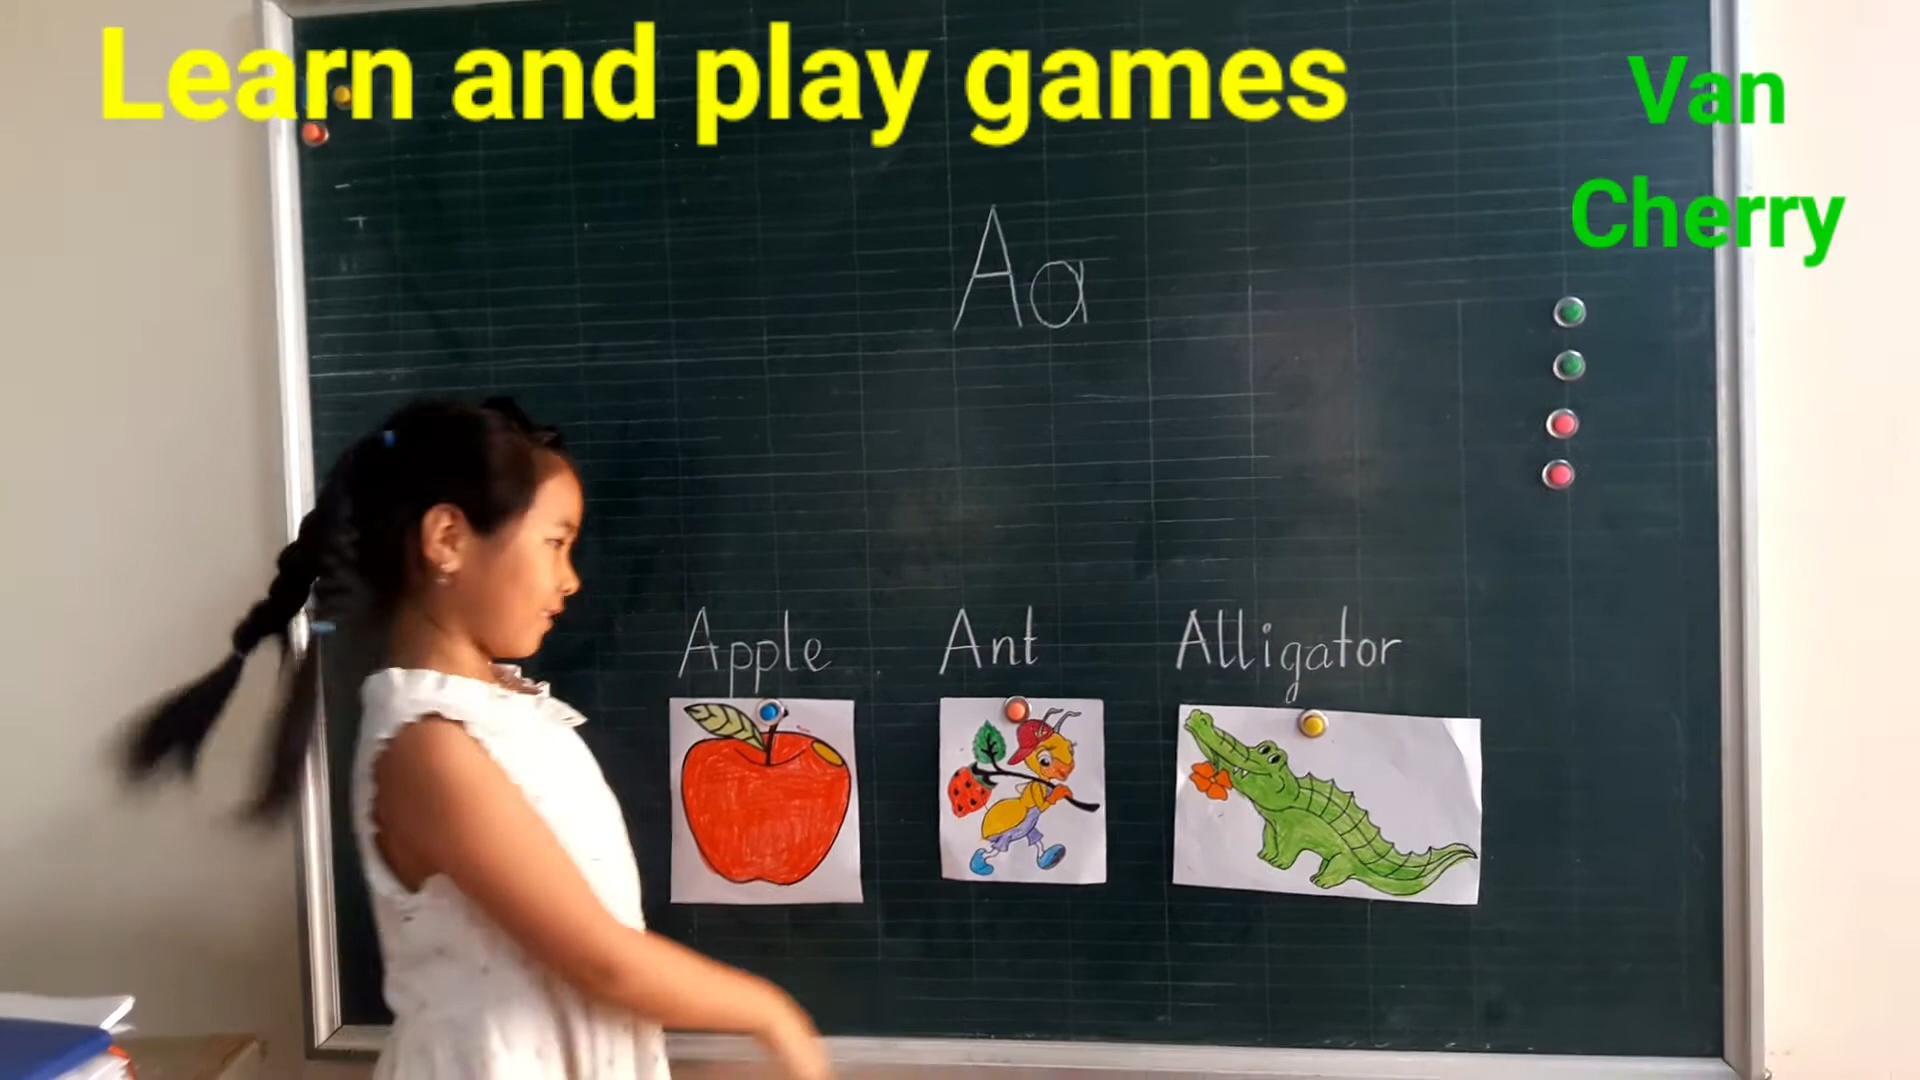 Learn and play games
Van
Cherry
Aa
Apple
Ant
Alligator